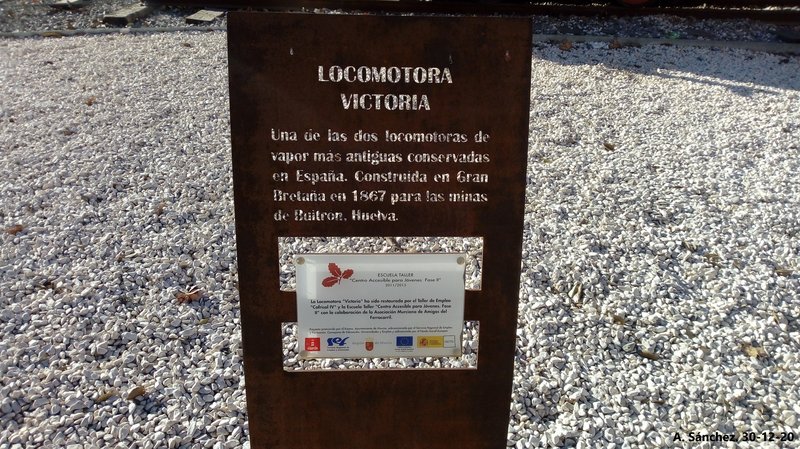 LOCOMOTORA
VICTORIA
Una de las dos locomotoras de
vapor más antiguas conservadas
en España. Construida en Gran
Bretaña en 1867 para las minas
de Buitron, Huelva.
ESCUELA TALLER
"Centro Accesible para Jóvenes Fase II"
La Locomotora "Victoria" ha sido restaurada por el Taller de Empleo
y la Escuela Taller "Centro Accesible para Jóvenes. Fase
II" con la colaboración de la Asociación Murciana de Amigos del
Ferrocarril.
A. Sánchez, 30-12-20